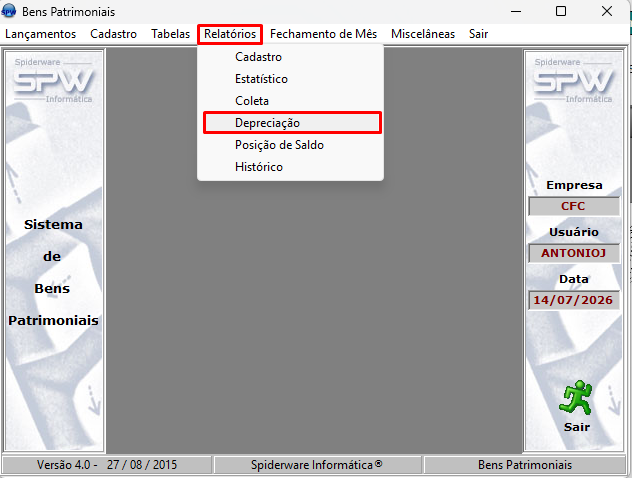 Bens Patrimoniais
Lançamentos Cadastro Tabelas Relatórios Fechamento de Mês Miscelâneas Sair
Cadastro
Estatístico
Coleta
Depreciação
Posição de Saldo
Histórico
Spiderware
SPW
Informática
Sistema
de
Bens
Patrimoniais
Spiderware
SPW
Informática
Empresa
CFC
Usuário
ANTONIOJ
Data
14/07/2026
Sair
Versão 4.0 - 27 / 08 / 2015 Spiderware Informática® Bens Patrimoniais